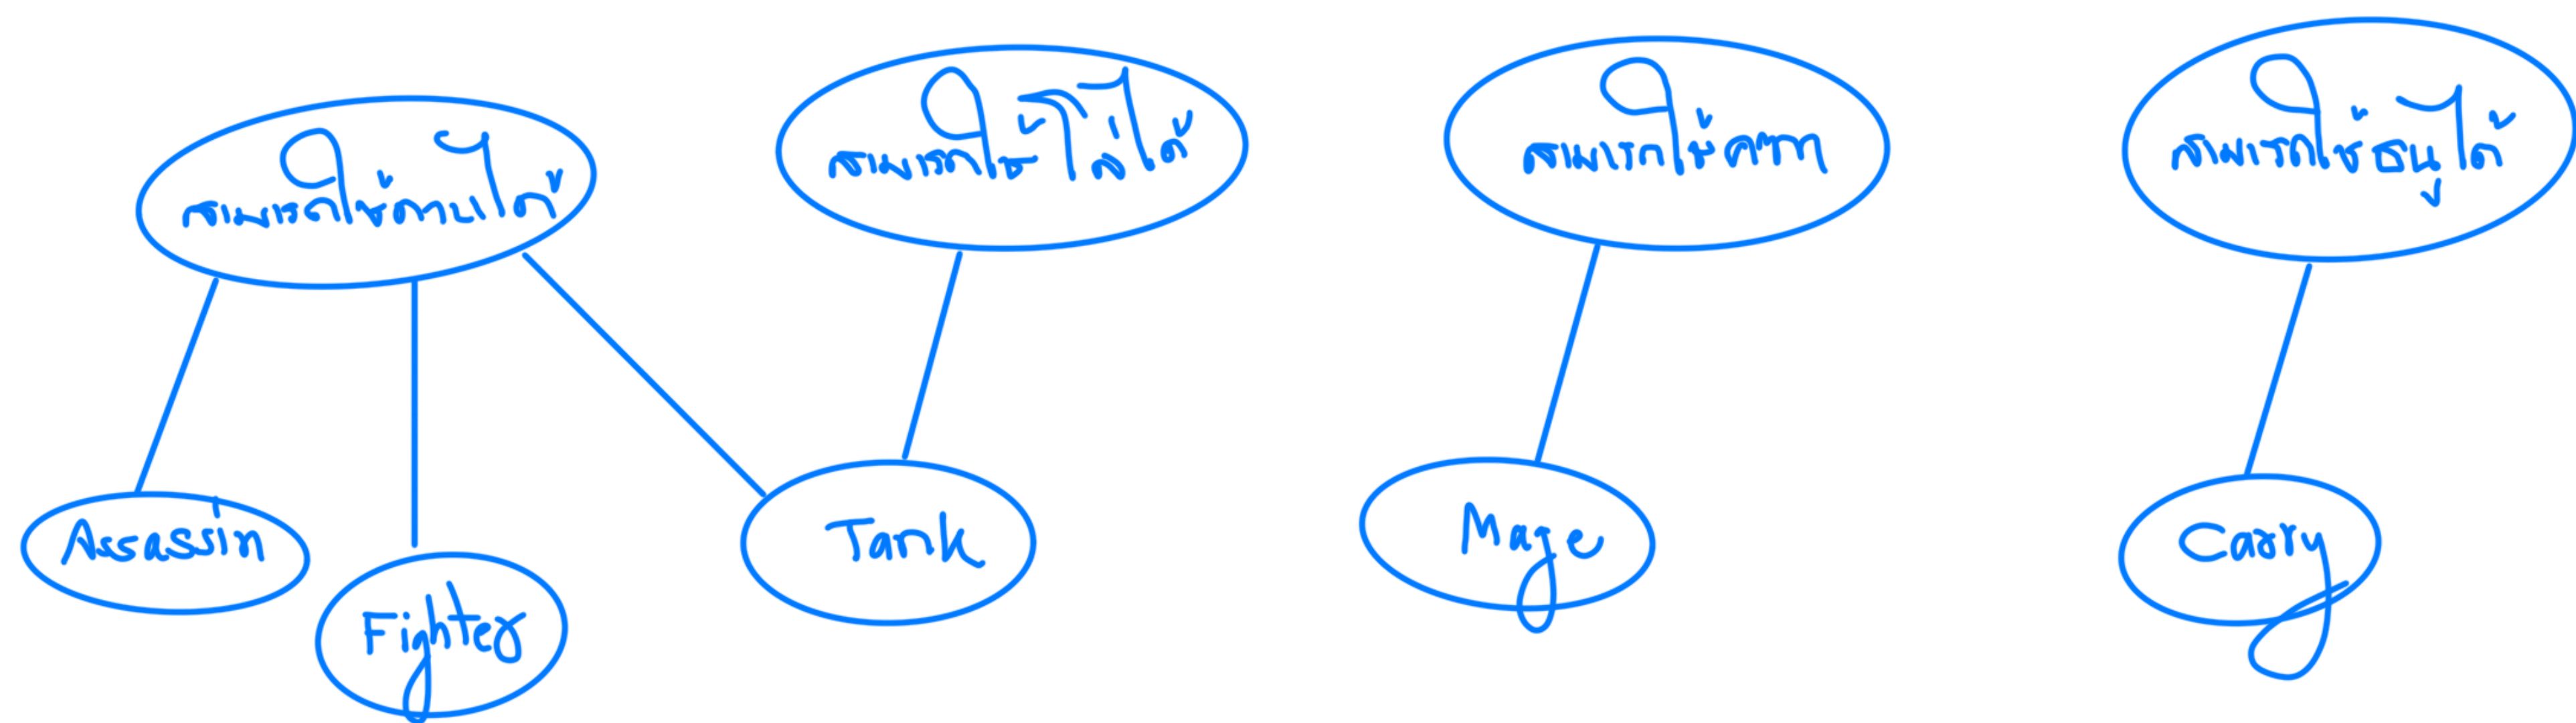 สามารถใช้ดาบได้
สามารถใช้โล่ได้
สามารถใช้คทา
สามารถใช้ธนูได้
Assassin
Fighter
Tank
Mage
Carry